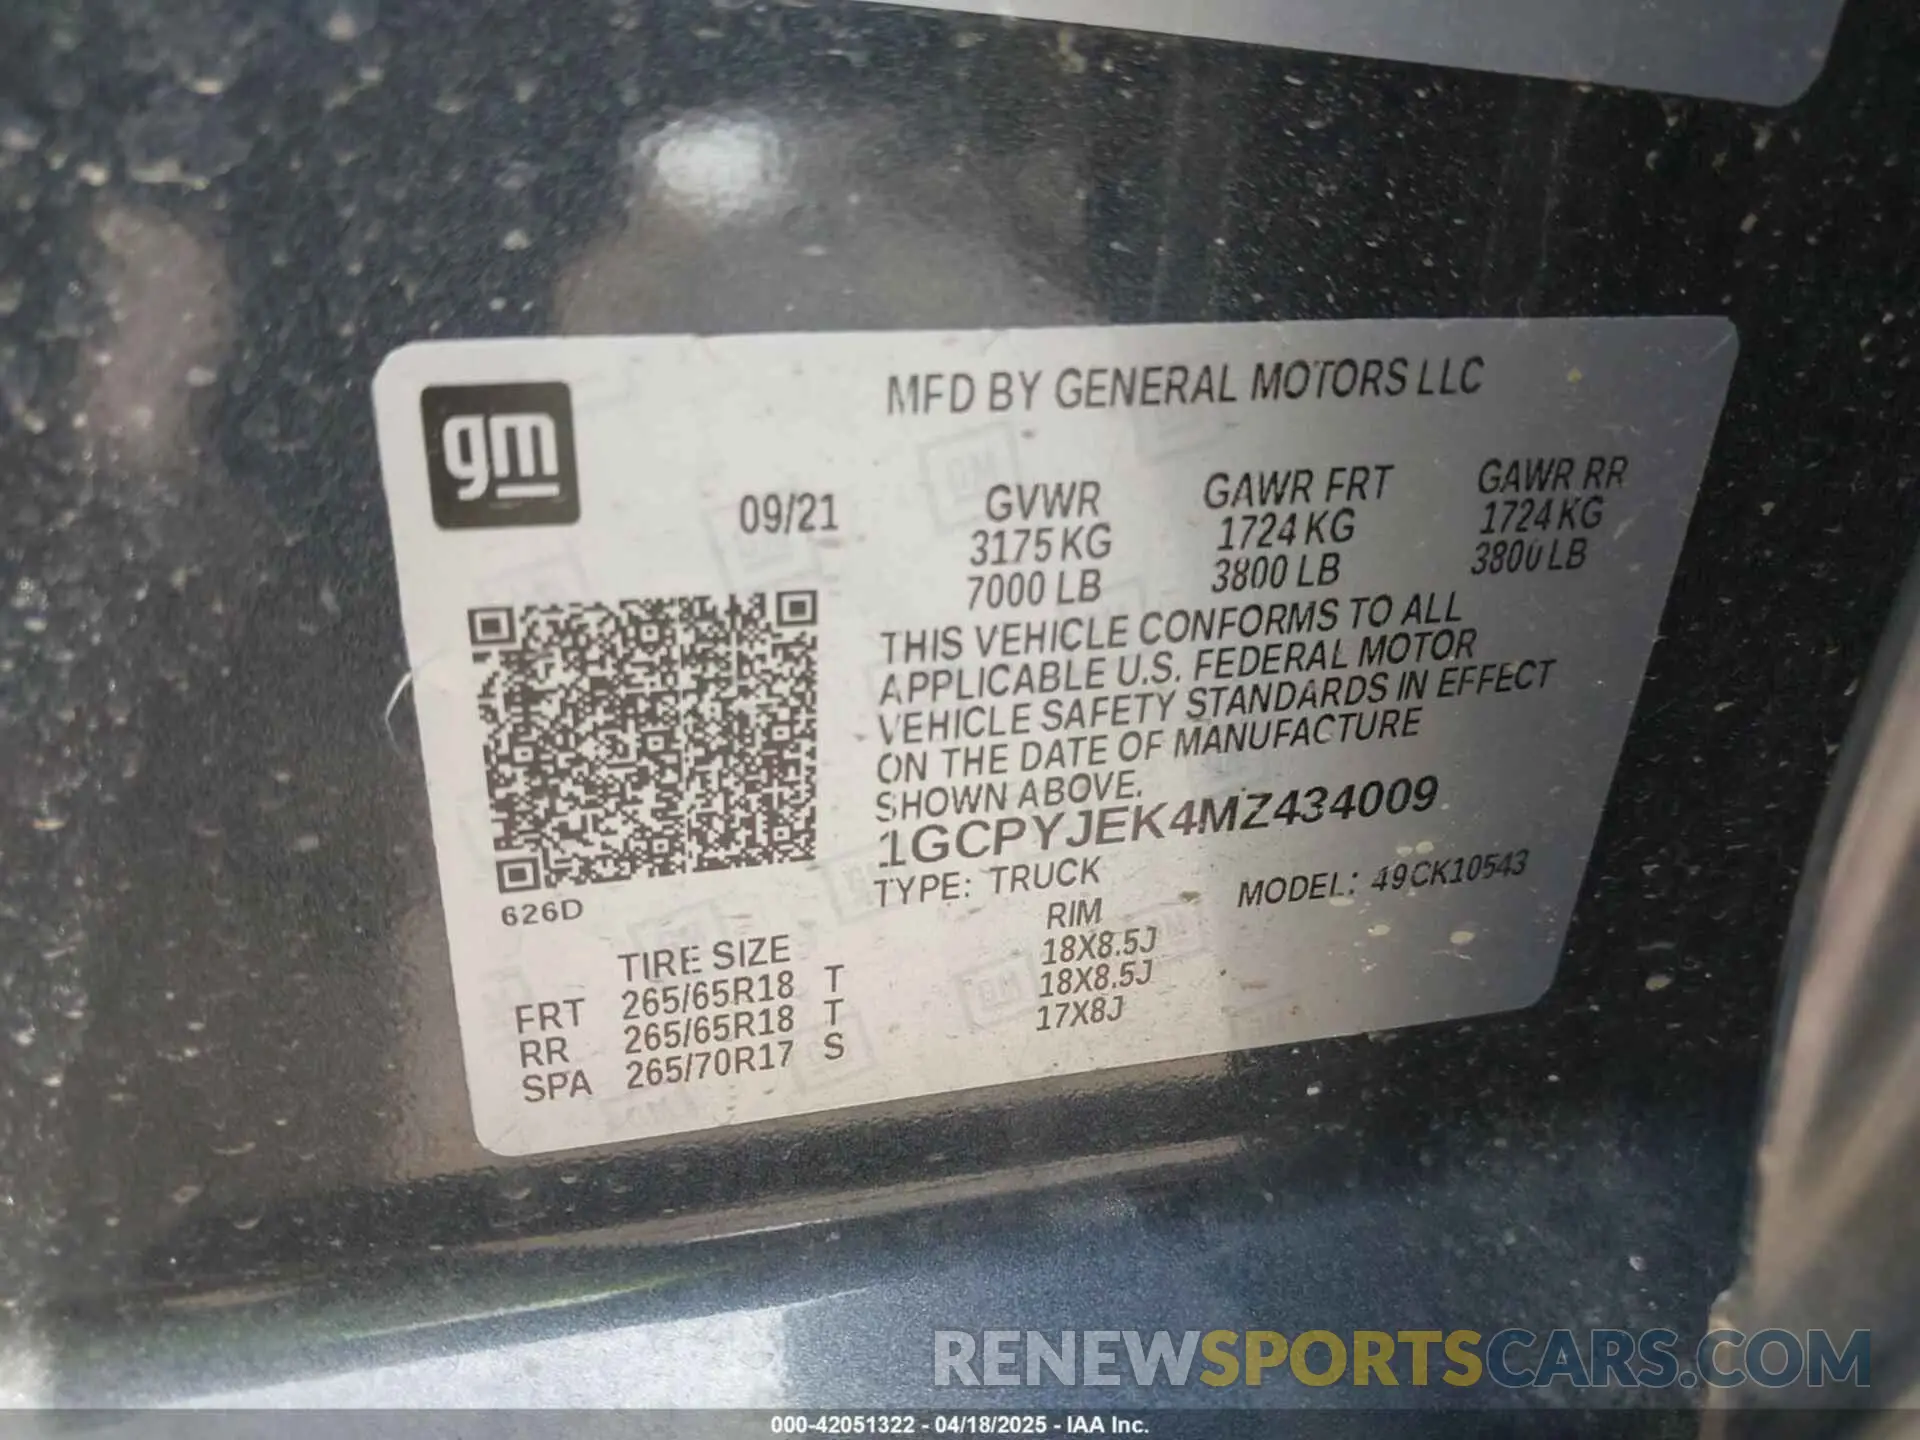 gm
MFD BY GENERAL MOTORS LLC
09/21
GVWR GAWR FRT GAWR RR
3175 KG 1724 KG 1724 KG
7000 LB 3800 LB 3800 LB
THIS VEHICLE CONFORMS TO ALL
APPLICABLE U.S. FEDERAL MOTOR
VEHICLE SAFETY STANDARDS IN EFFECT
ON THE DATE OF MANUFACTURE
SHOWN ABOVE.
1GCPYJEK4MZ434009
TYPE: TRUCK MODEL: 49CK10543
626D
TIRE SIZE RIM
FRT 265/65R18 T 18X8.5J
RR 265/65R18 T 18X8.5J
SPA 265/70R17 S 17X8J
RENEWSPORTSCARS.COM
000-42051322 - 04/18/2025 - IAA Inc.